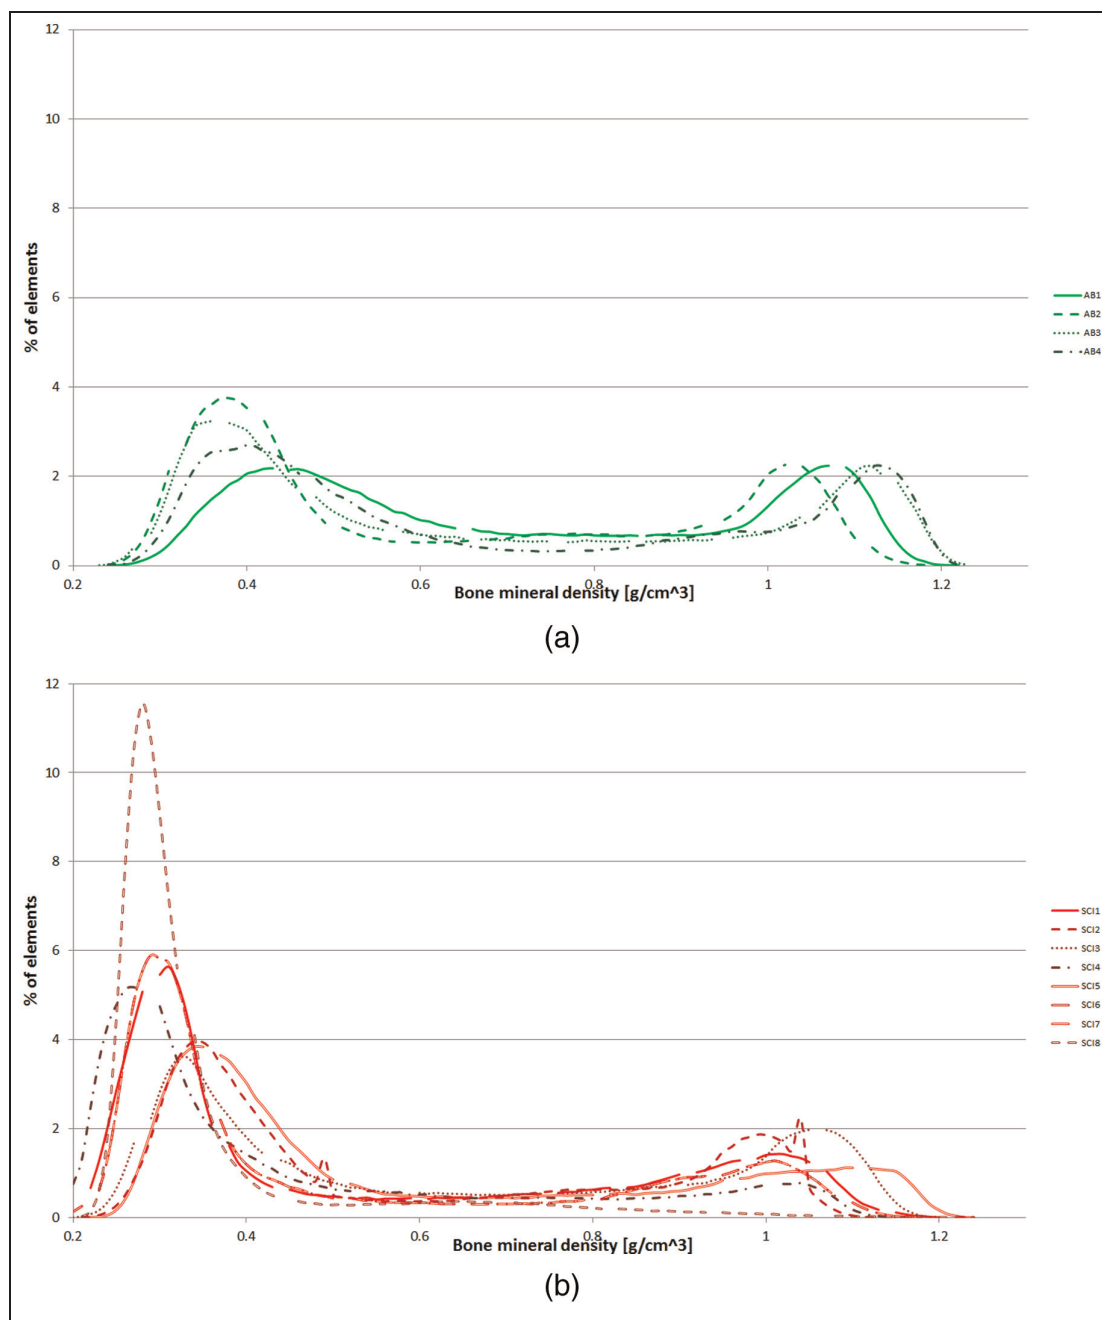 12
10
8
6
4
2
0
% of elements
0.2
0.4
0.6
0.8
1
1.2
Bone mineral density [g/cm^3]
AB1
AB2
AB3
AB4
(a)
12
10
8
6
4
2
0
% of elements
0.2
0.4
0.6
0.8
1
1.2
Bone mineral density [g/cm^3]
SCI1
SCI2
SCI3
SCI4
SCI5
SCI6
SCI7
SCI8
(b)